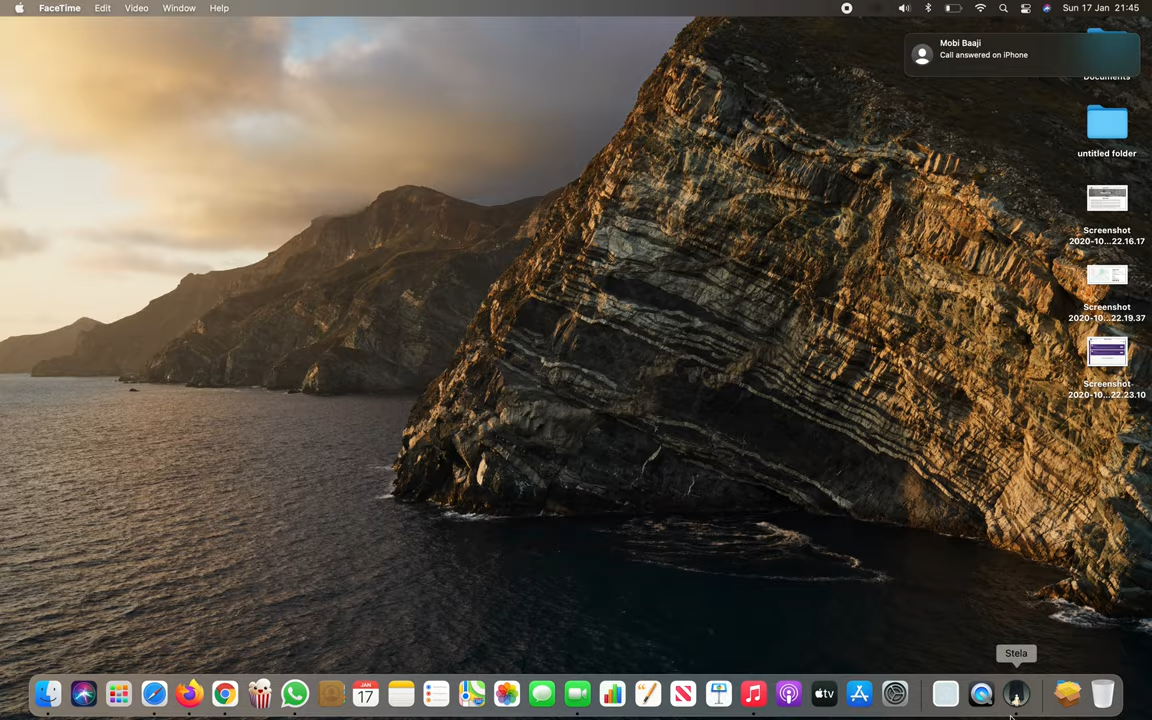 FaceTime Edit Video Window Help
Sun 17 Jan 21:45
Mobi Baaji
Call answered on iPhone
Documents
untitled folder
Screenshot
2020-10...22.16.17
Screenshot
2020-10...22.19.37
Screenshot
2020-10...22.23.10
Stela
JAN
17
tv